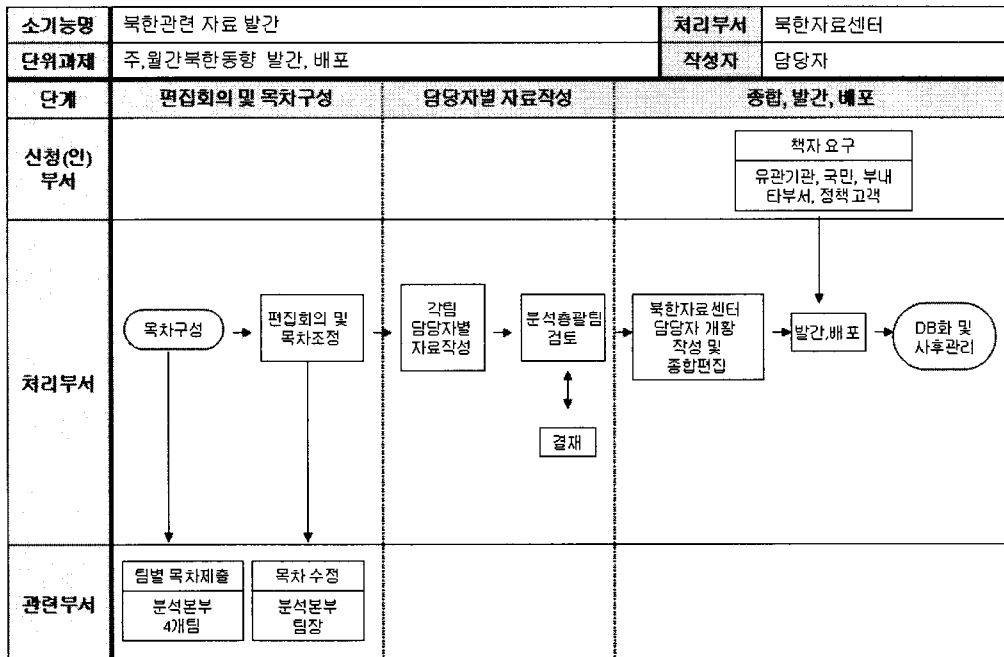 소기능명 북한관련 자료 발간 처리부서 북한자료센터
단위과제 주,월간북한동향 발간, 배포 작성자 담당자
단계 편집회의 및 목차구성 담당자별 자료작성 종합, 발간, 배포
신청(인)
부서
책자 요구
유관기관, 국민, 부내
타부서, 정책고객
처리부서
목차구성
편집회의 및
목차조정
각팀
담당자별
자료작성
분석총괄팀
검토
결재
북한자료센터
담당자 개황
작성 및
종합편집
발간,배포
DB화 및
사후관리
관련부서
팀별 목차제출
분석본부
4개팀
목차 수정
분석본부
팀장